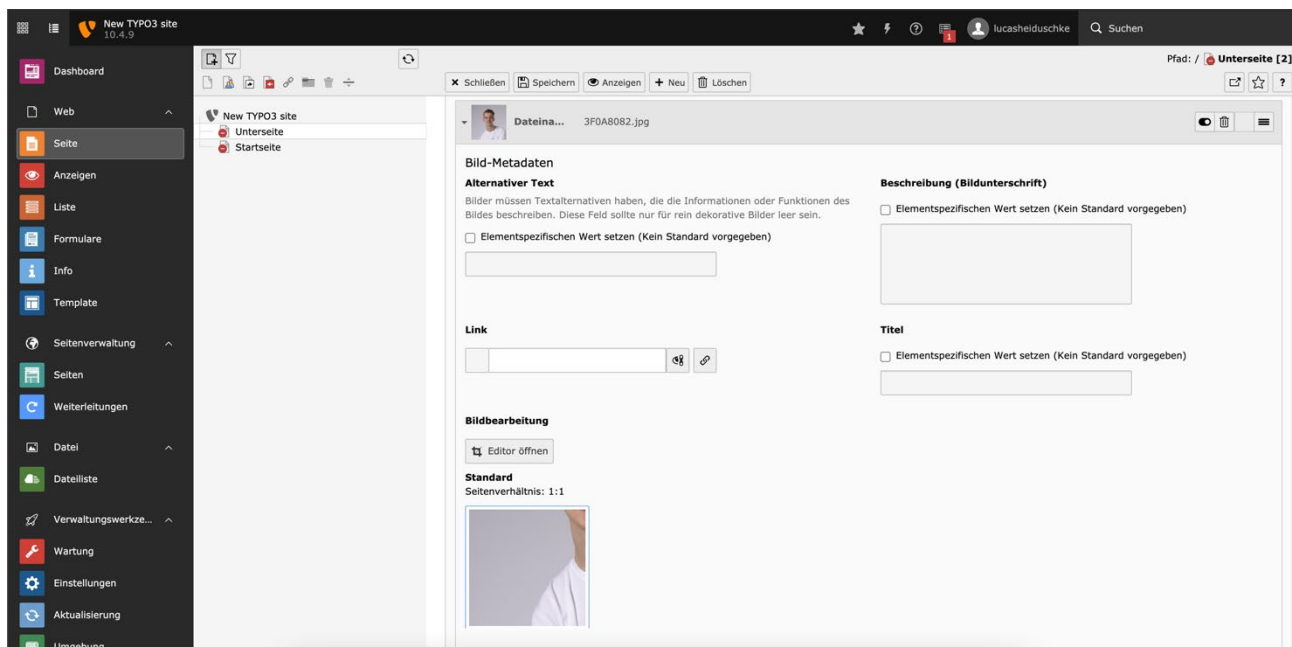 New TYPO3 site
10.4.9
1
lucasheiduschke
Suchen
Dashboard
Web
Seite
Anzeigen
Liste
Formulare
Info
Template
Seitenverwaltung
Seiten
Weiterleitungen
Datei
Dateiliste
Verwaltungswerkze...
Wartung
Einstellungen
Aktualisierung
Umgebung
New TYPO3 site
Unterseite
Startseite
Pfad: / Unterseite [2]
Schließen Speichern Anzeigen Neu Löschen
?
Dateina... 3F0A8082.jpg
Bild-Metadaten
Alternativer Text
Bilder müssen Textalternativen haben, die die Informationen oder Funktionen des
Bildes beschreiben. Diese Feld sollte nur für rein dekorative Bilder leer sein.
Elementspezifischen Wert setzen (Kein Standard vorgegeben)
Beschreibung (Bildunterschrift)
Elementspezifischen Wert setzen (Kein Standard vorgegeben)
Link
Titel
Elementspezifischen Wert setzen (Kein Standard vorgegeben)
Bildbearbeitung
Editor öffnen
Standard
Seitenverhältnis: 1:1